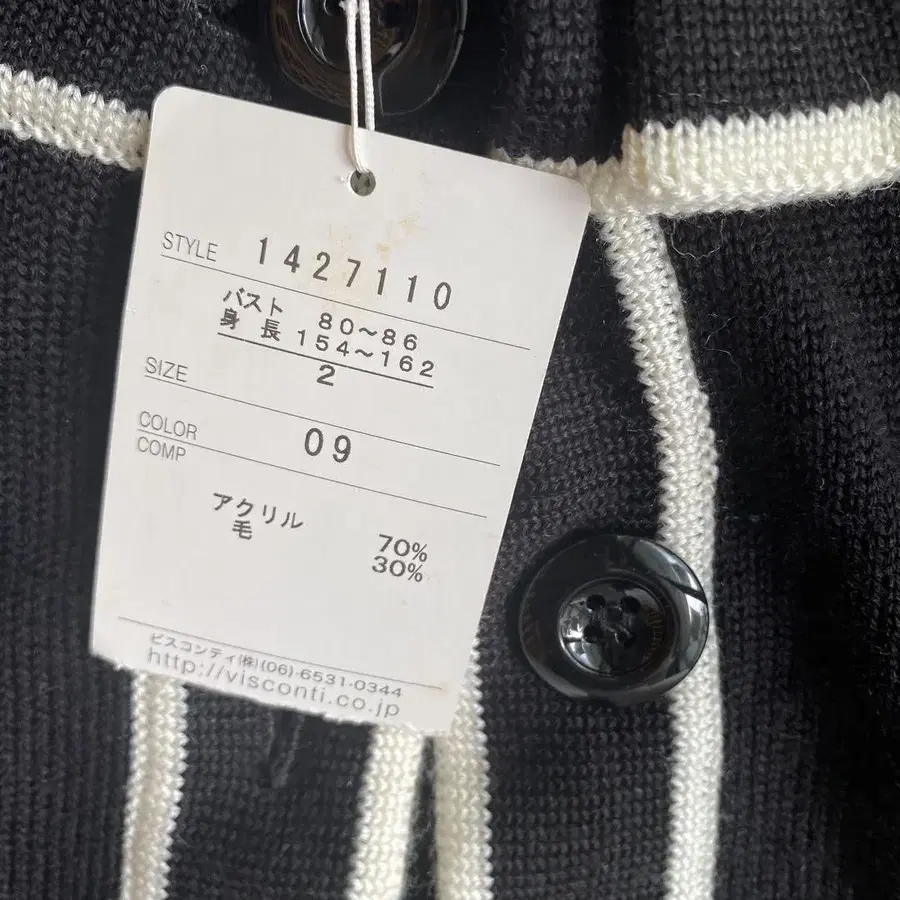 STYLE 1427110
バスト 80～86
身長 154～162
SIZE 2
COLOR 09
COMP
アクリル 70%
毛 30%
ビスコンティ(株)(06)-6531-0344
http://visconti.co.jp